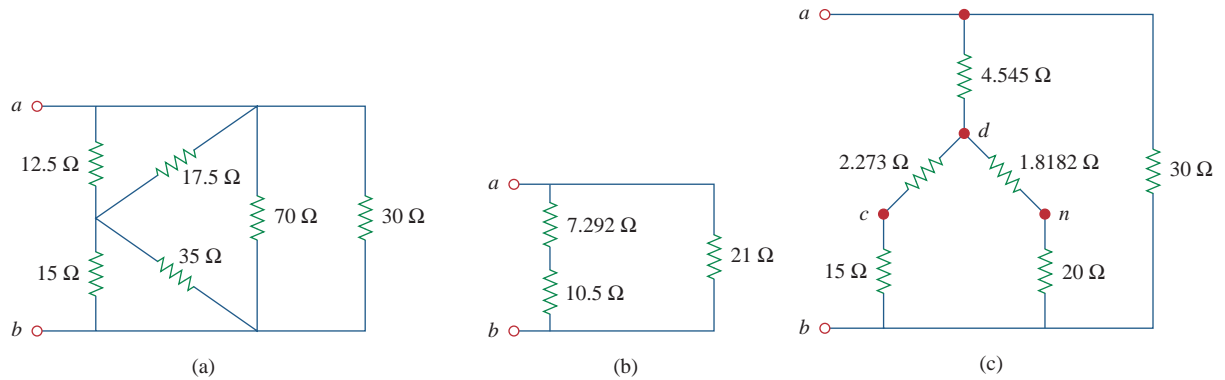 a
12.5 Ω
17.5 Ω
70 Ω
30 Ω
35 Ω
15 Ω
b
(a)
a
7.292 Ω
21 Ω
10.5 Ω
b
(b)
a
4.545 Ω
d
2.273 Ω
1.8182 Ω
30 Ω
c
n
15 Ω
20 Ω
b
(c)